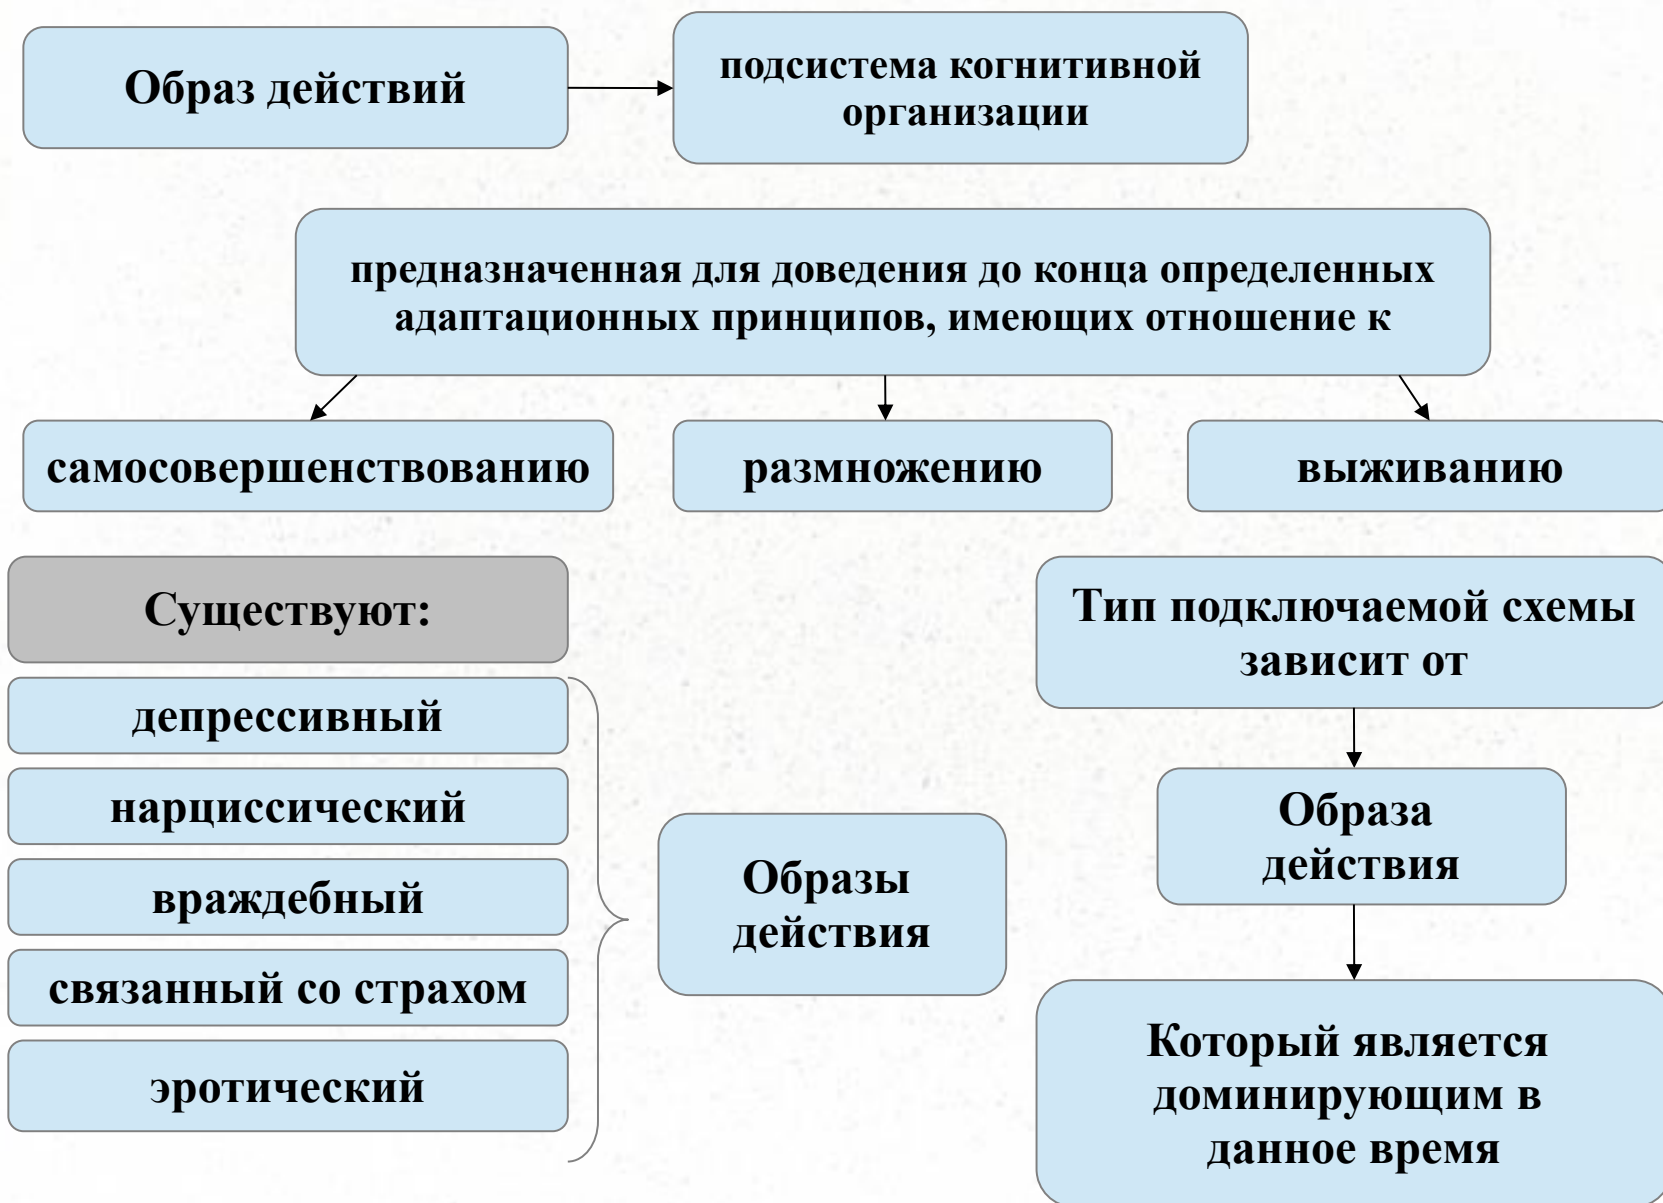 Образ действий
подсистема когнитивной
организации
предназначенная для доведения до конца определенных
адаптационных принципов, имеющих отношение к
самосовершенствованию
размножению
выживанию
Существуют:
депрессивный
нарциссический
враждебный
связанный со страхом
эротический
Образы
действия
Тип подключаемой схемы
зависит от
Образа
действия
Который является
доминирующим в
данное время